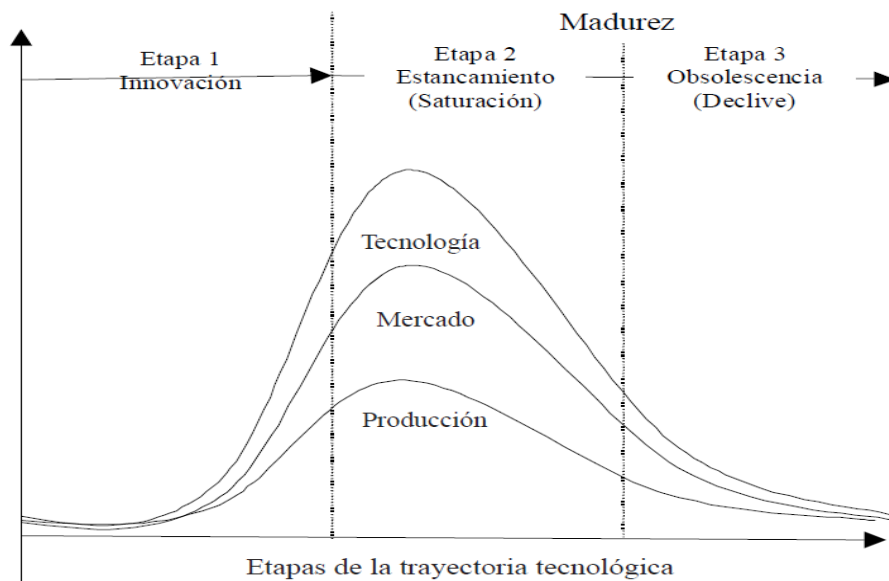 Madurez
Etapa 1
Innovación
Etapa 2
Estancamiento
(Saturación)
Etapa 3
Obsolescencia
(Declive)
Tecnología
Mercado
Producción
Etapas de la trayectoria tecnológica